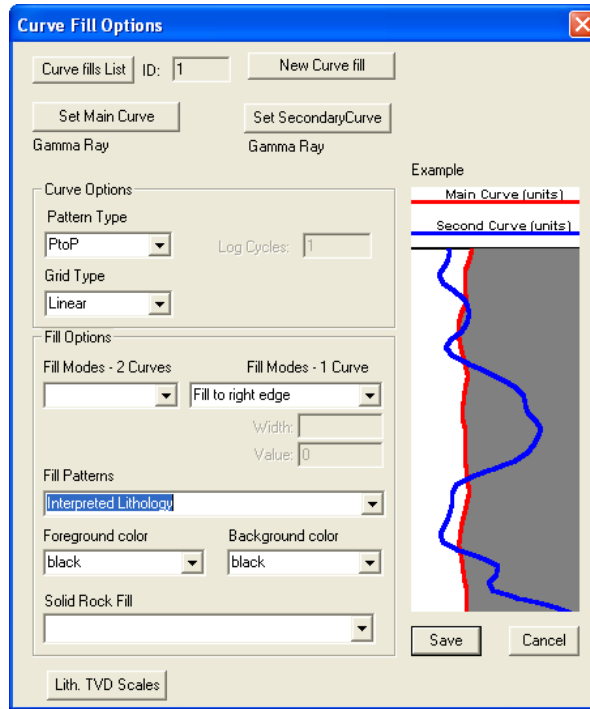 Curve Fill Options
Curve fills List ID: 1 New Curve fill
Set Main Curve Set SecondaryCurve
Gamma Ray Gamma Ray
Example
Main Curve (units)
Second Curve (units)
Curve Options
Pattern Type
PtoP Log Cycles: 1
Grid Type
Linear
Fill Options
Fill Modes - 2 Curves Fill Modes - 1 Curve
Fill to right edge
Width:
Value: 0
Fill Patterns
Interpreted Lithology
Foreground color Background color
black black
Solid Rock Fill
Save Cancel
Lith. TVD Scales